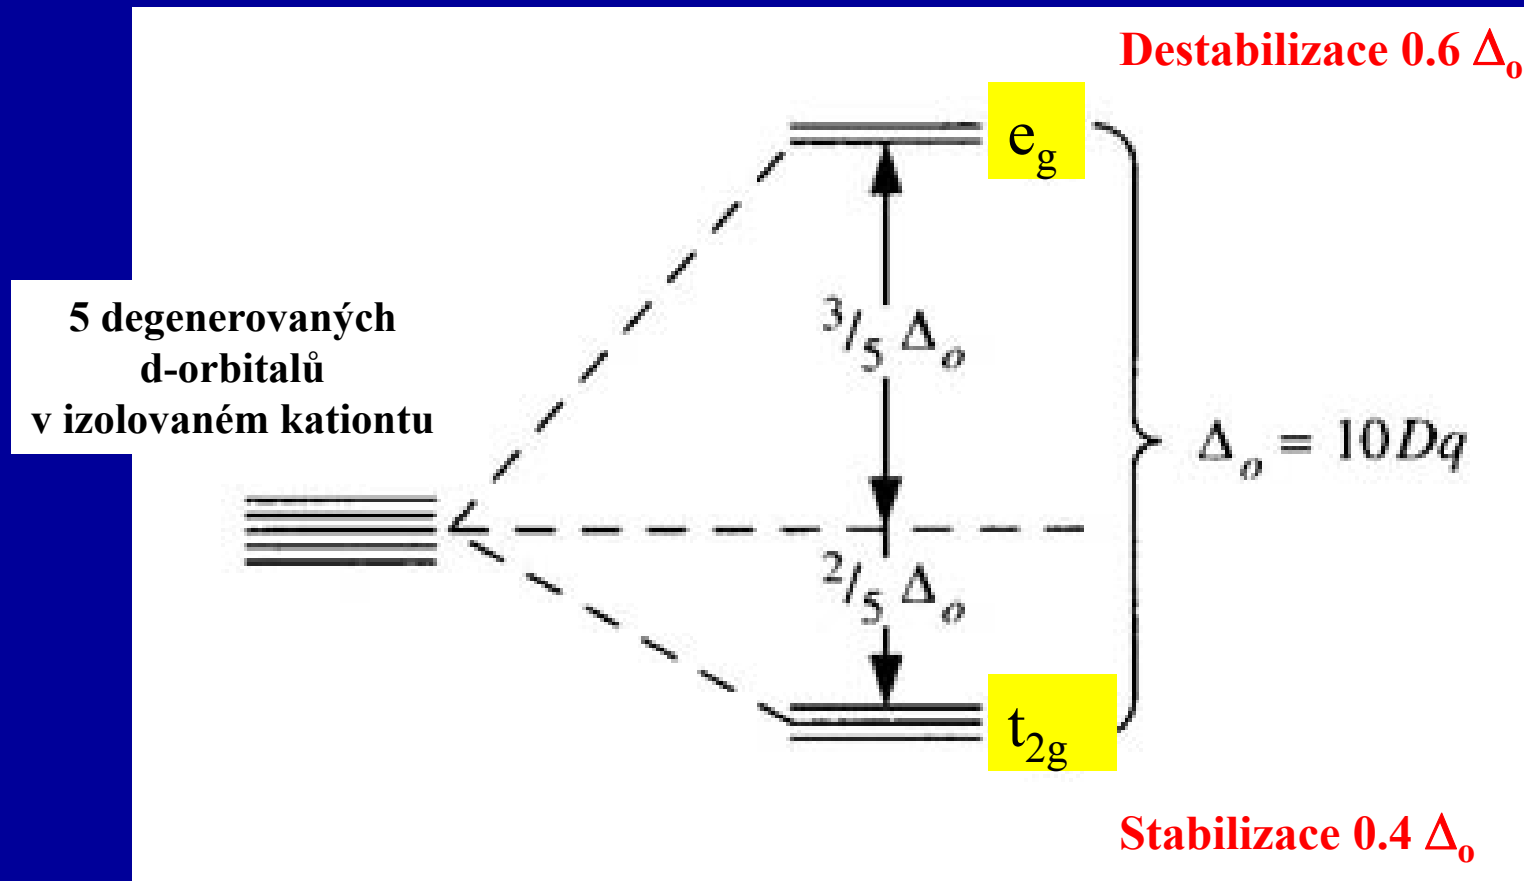 Destabilizace 0.6 Δₒ
e_g
5 degenerovaných
d-orbitalů
v izolovaném kationtu
3/5 Δₒ
Δₒ = 10Dq
2/5 Δₒ
t₂g
Stabilizace 0.4 Δₒ